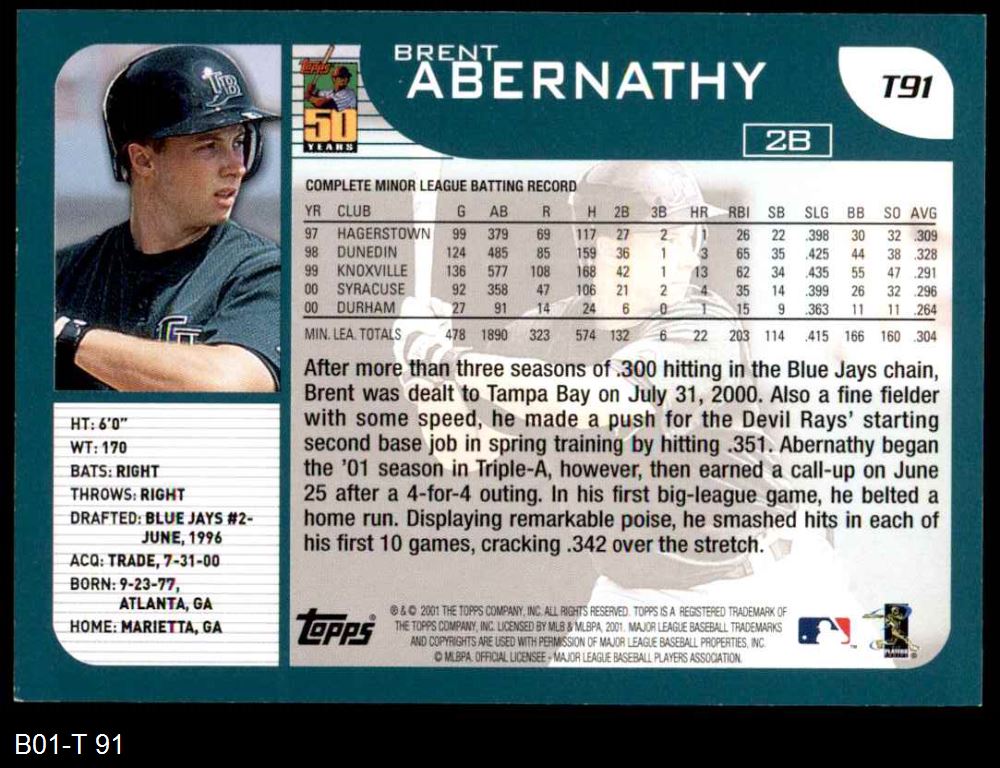 BRENT
ABERNATHY
T91
2B
Topps
50
YEARS
TB
COMPLETE MINOR LEAGUE BATTING RECORD
YR CLUB G AB R H 2B 3B HR RBI SB SLG BB SO AVG
97 HAGERSTOWN 99 379 69 117 27 2 1 26 22 .398 30 32 .309
98 DUNEDIN 124 485 85 159 36 1 3 65 35 .425 44 38 .328
99 KNOXVILLE 136 577 108 168 42 1 13 62 34 .435 55 47 .291
00 SYRACUSE 92 358 47 106 21 2 4 35 14 .399 26 32 .296
00 DURHAM 27 91 14 24 6 0 1 15 9 .363 11 11 .264
MIN. LEA. TOTALS 478 1890 323 574 132 6 22 203 114 .415 166 160 .304
After more than three seasons of .300 hitting in the Blue Jays chain,
Brent was dealt to Tampa Bay on July 31, 2000. Also a fine fielder
with some speed, he made a push for the Devil Rays' starting
second base job in spring training by hitting .351. Abernathy began
the '01 season in Triple-A, however, then earned a call-up on June
25 after a 4-for-4 outing. In his first big-league game, he belted a
home run. Displaying remarkable poise, he smashed hits in each of
his first 10 games, cracking .342 over the stretch.
HT: 6'0"
WT: 170
BATS: RIGHT
THROWS: RIGHT
DRAFTED: BLUE JAYS #2-
JUNE, 1996
ACQ: TRADE, 7-31-00
BORN: 9-23-77,
ATLANTA, GA
HOME: MARIETTA, GA
Topps
® & © 2001 THE TOPPS COMPANY, INC. ALL RIGHTS RESERVED. TOPPS IS A REGISTERED TRADEMARK OF
THE TOPPS COMPANY, INC. LICENSED BY MLB & MLBPA, 2001. MAJOR LEAGUE BASEBALL TRADEMARKS
AND COPYRIGHTS ARE USED WITH PERMISSION OF MAJOR LEAGUE BASEBALL PROPERTIES, INC.
© MLBPA. OFFICIAL LICENSEE - MAJOR LEAGUE BASEBALL PLAYERS ASSOCIATION.
B01-T 91